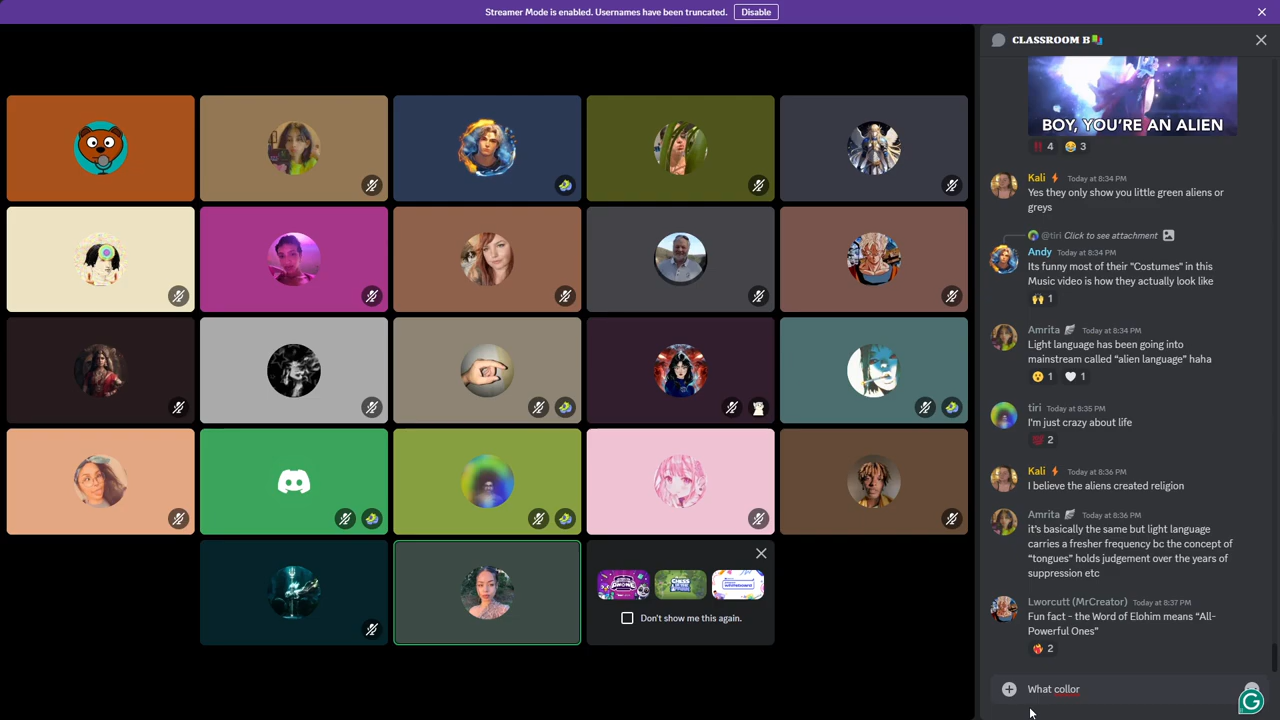 Streamer Mode is enabled. Usernames have been truncated. Disable
CLASSROOM B
BOY, YOU'RE AN ALIEN
4 3
Kali Today at 8:34 PM
Yes they only show you little green aliens or
greys
@tiri Click to see attachment
Andy Today at 8:34 PM
Its funny most of their "Costumes" in this
Music video is how they actually look like
1
Amrita Today at 8:34 PM
Light language has been going into
mainstream called “alien language” haha
1 1
tiri Today at 8:35 PM
I'm just crazy about life
2
Kali Today at 8:36 PM
I believe the aliens created religion
Amrita Today at 8:36 PM
it's basically the same but light language
carries a fresher frequency bc the concept of
“tongues” holds judgement over the years of
suppression etc
Lworcutt (MrCreator) Today at 8:37 PM
Fun fact - the Word of Elohim means “All-
Powerful Ones”
2
What collor
Don't show me this again.